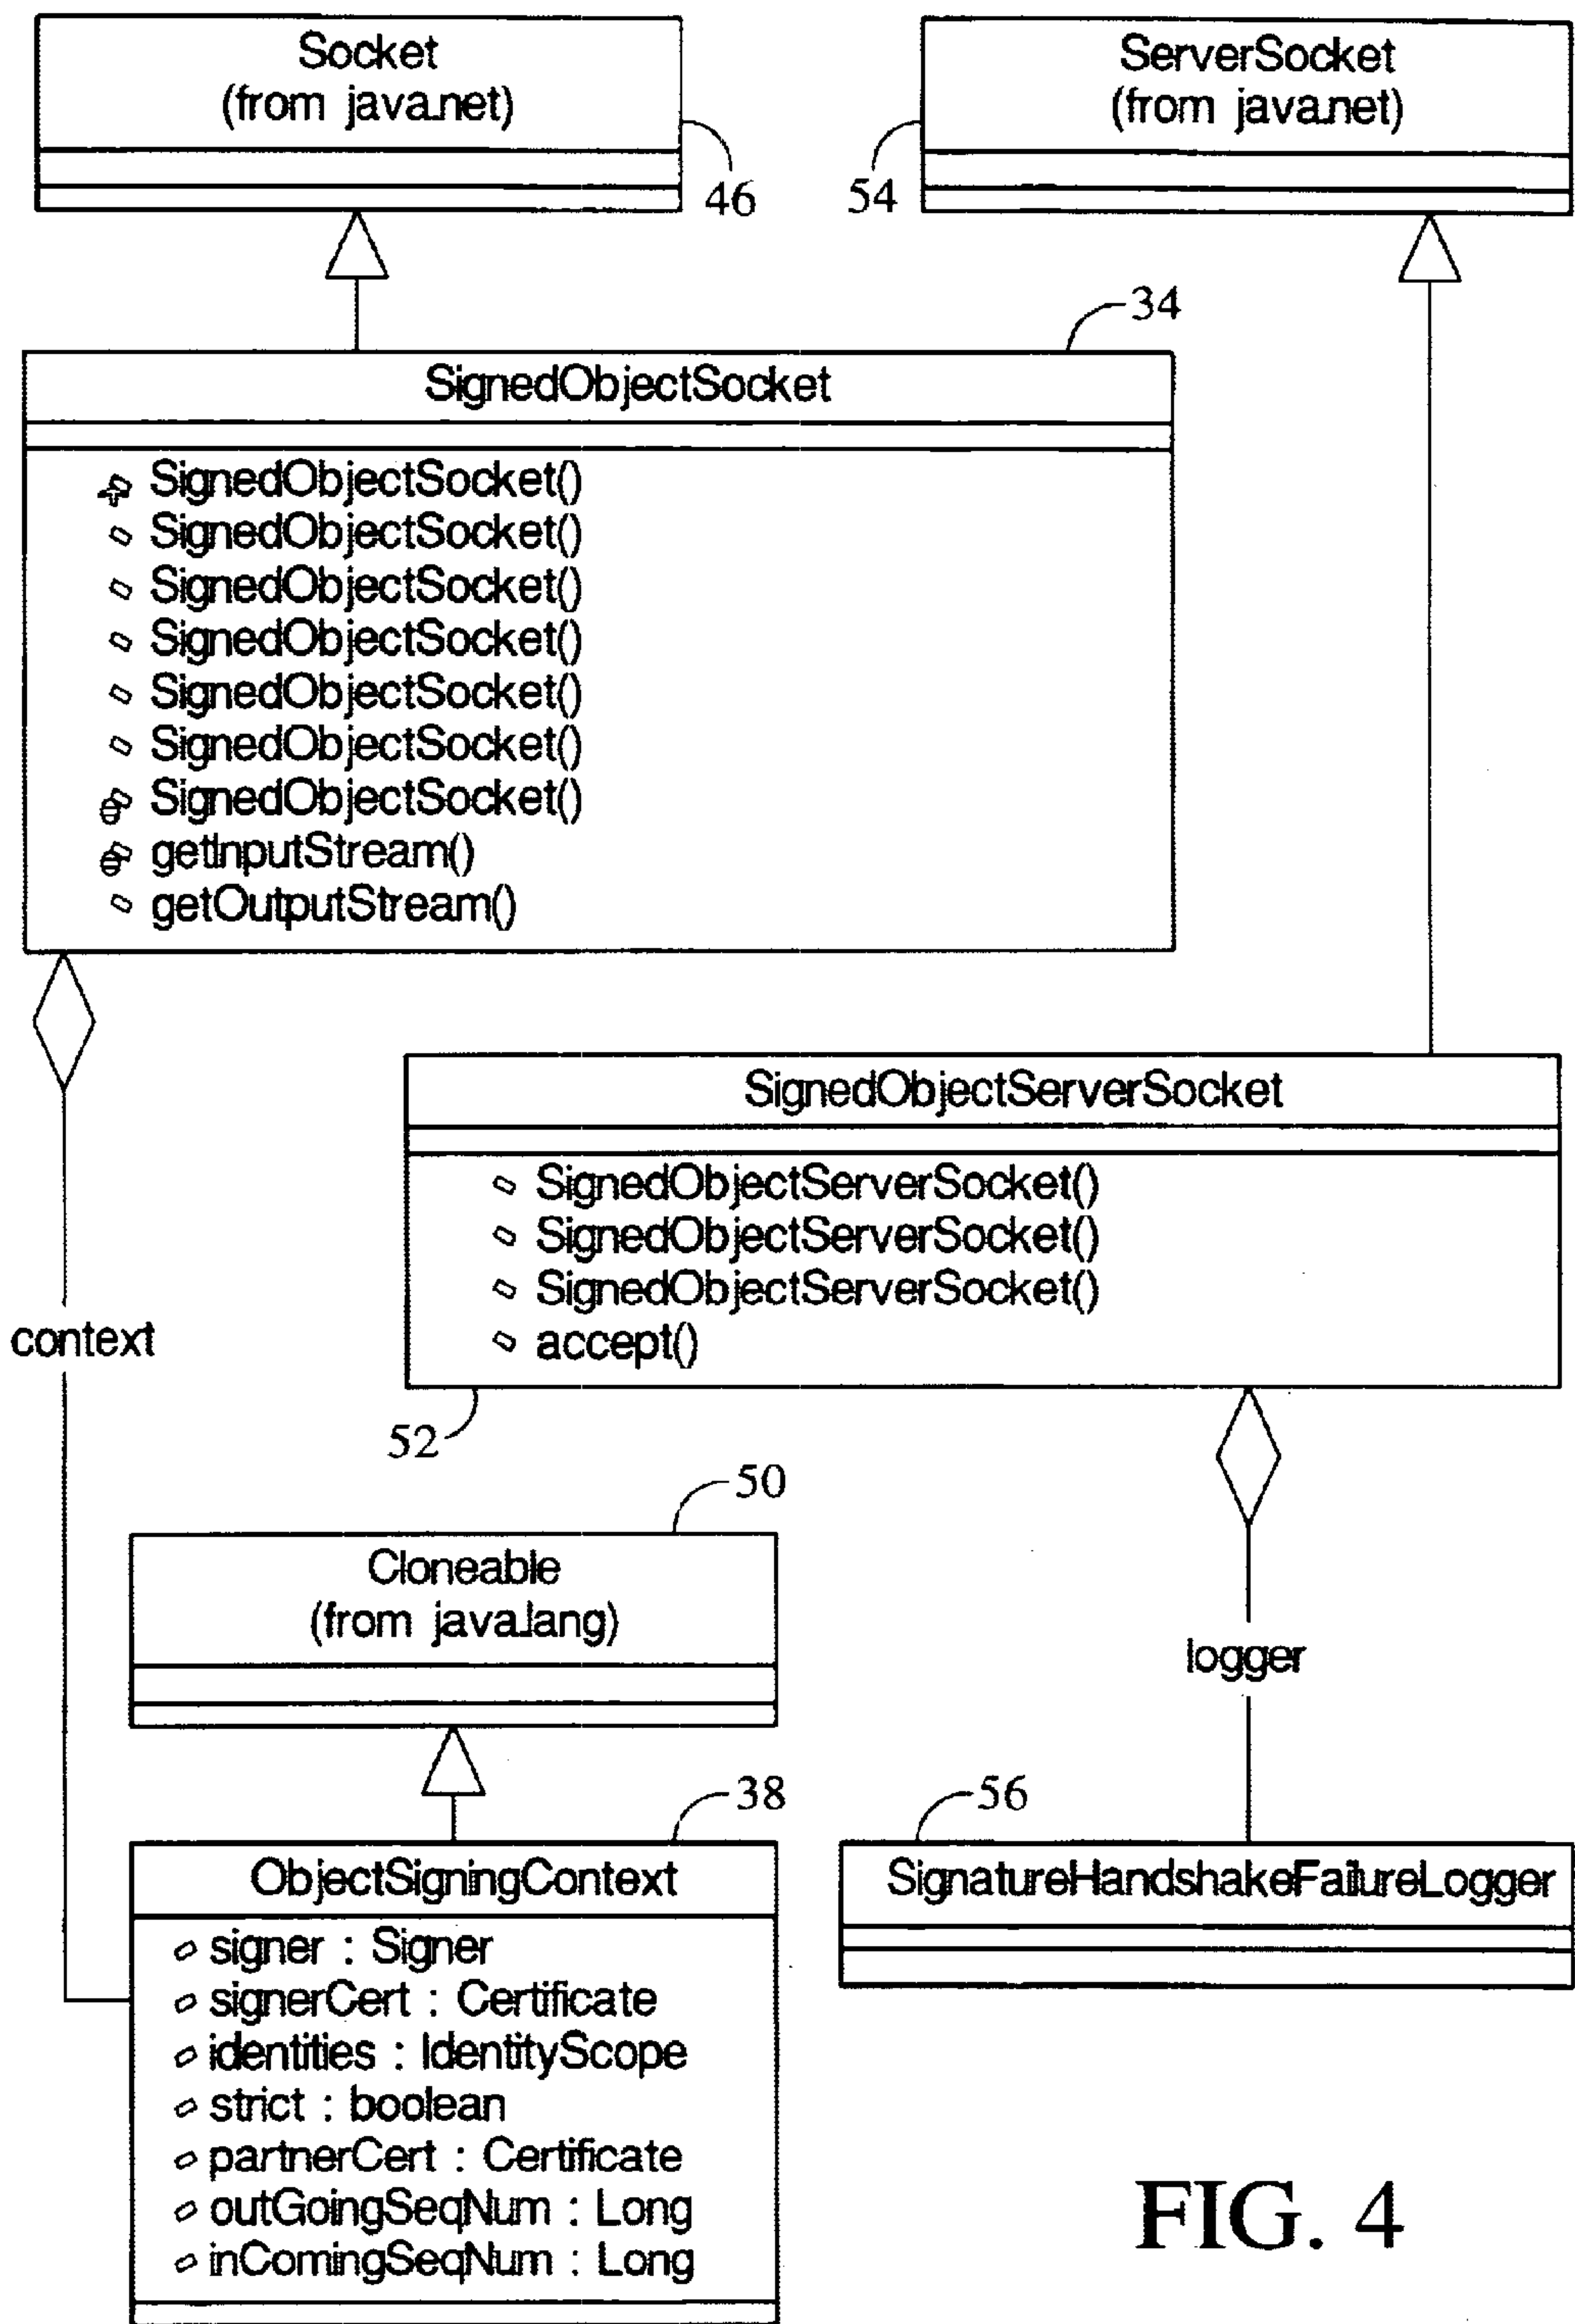 Socket
(from java.net)
46
ServerSocket
(from java.net)
54
34
SignedObjectSocket
SignedObjectSocket()
SignedObjectSocket()
SignedObjectSocket()
SignedObjectSocket()
SignedObjectSocket()
SignedObjectSocket()
SignedObjectSocket()
getInputStream()
getOutputStream()
context
SignedObjectServerSocket
SignedObjectServerSocket()
SignedObjectServerSocket()
SignedObjectServerSocket()
accept()
52
50
Cloneable
(from java.lang)
logger
38
ObjectSigningContext
signer : Signer
signerCert : Certificate
identities : IdentityScope
strict : boolean
partnerCert : Certificate
outGoingSeqNum : Long
inComingSeqNum : Long
56
SignatureHandshakeFailureLogger
FIG. 4